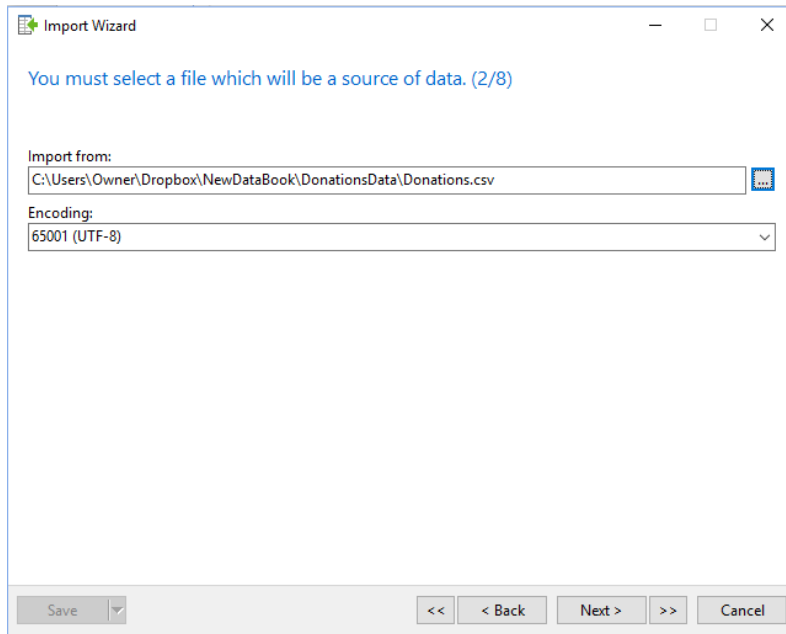 Import Wizard
You must select a file which will be a source of data. (2/8)
Import from:
C:\Users\Owner\Dropbox\NewDataBook\DonationsData\Donations.csv
...
Encoding:
65001 (UTF-8)
Save << < Back Next > >> Cancel